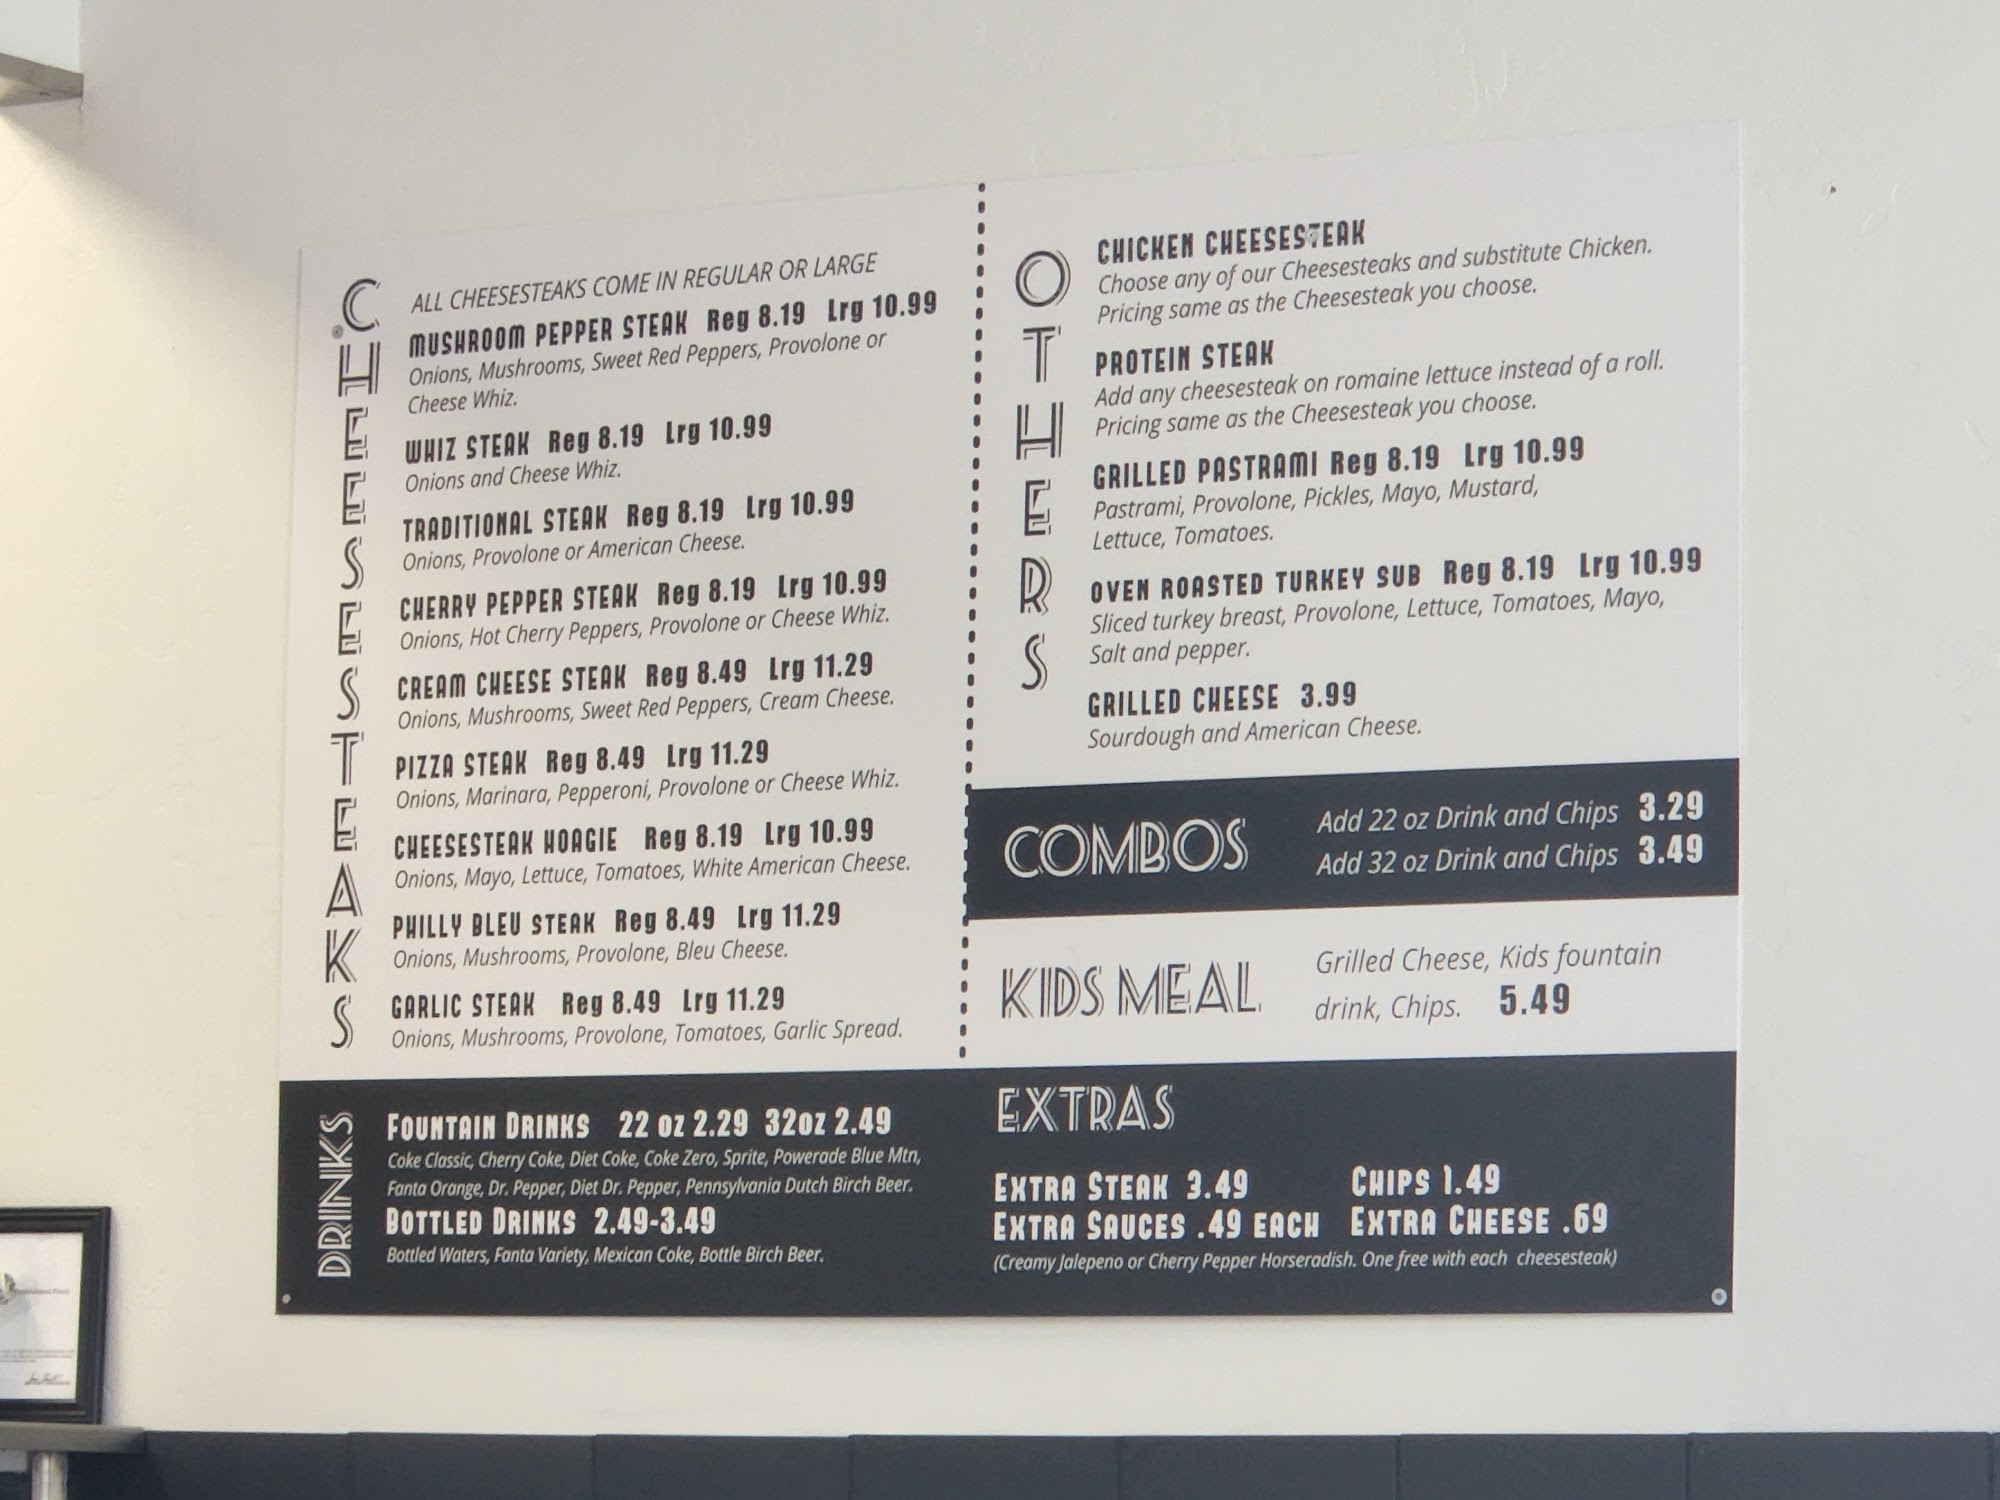 CHEESESTEAKS
ALL CHEESESTEAKS COME IN REGULAR OR LARGE
MUSHROOM PEPPER STEAK Reg 8.19 Lrg 10.99
Onions, Mushrooms, Sweet Red Peppers, Provolone or
Cheese Whiz.
WHIZ STEAK Reg 8.19 Lrg 10.99
Onions and Cheese Whiz.
TRADITIONAL STEAK Reg 8.19 Lrg 10.99
Onions, Provolone or American Cheese.
CHERRY PEPPER STEAK Reg 8.19 Lrg 10.99
Onions, Hot Cherry Peppers, Provolone or Cheese Whiz.
CREAM CHEESE STEAK Reg 8.49 Lrg 11.29
Onions, Mushrooms, Sweet Red Peppers, Cream Cheese.
PIZZA STEAK Reg 8.49 Lrg 11.29
Onions, Marinara, Pepperoni, Provolone or Cheese Whiz.
CHEESESTEAK HOAGIE Reg 8.19 Lrg 10.99
Onions, Mayo, Lettuce, Tomatoes, White American Cheese.
PHILLY BLEU STEAK Reg 8.49 Lrg 11.29
Onions, Mushrooms, Provolone, Bleu Cheese.
GARLIC STEAK Reg 8.49 Lrg 11.29
Onions, Mushrooms, Provolone, Tomatoes, Garlic Spread.
OTHERS
CHICKEN CHEESESTEAK
Choose any of our Cheesesteaks and substitute Chicken.
Pricing same as the Cheesesteak you choose.
PROTEIN STEAK
Add any cheesesteak on romaine lettuce instead of a roll.
Pricing same as the Cheesesteak you choose.
GRILLED PASTRAMI Reg 8.19 Lrg 10.99
Pastrami, Provolone, Pickles, Mayo, Mustard,
Lettuce, Tomatoes.
OVEN ROASTED TURKEY SUB Reg 8.19 Lrg 10.99
Sliced turkey breast, Provolone, Lettuce, Tomatoes, Mayo,
Salt and pepper.
GRILLED CHEESE 3.99
Sourdough and American Cheese.
COMBOS
Add 22 oz Drink and Chips 3.29
Add 32 oz Drink and Chips 3.49
KIDS MEAL
Grilled Cheese, Kids fountain
drink, Chips. 5.49
DRINKS
FOUNTAIN DRINKS 22 oz 2.29 32oz 2.49
Coke Classic, Cherry Coke, Diet Coke, Coke Zero, Sprite, Powerade Blue Mtn,
Fanta Orange, Dr. Pepper, Diet Dr. Pepper, Pennsylvania Dutch Birch Beer.
BOTTLED DRINKS 2.49-3.49
Bottled Waters, Fanta Variety, Mexican Coke, Bottle Birch Beer.
EXTRAS
EXTRA STEAK 3.49 CHIPS 1.49
EXTRA SAUCES .49 EACH EXTRA CHEESE .69
(Creamy Jalepeno or Cherry Pepper Horseradish. One free with each cheesesteak)